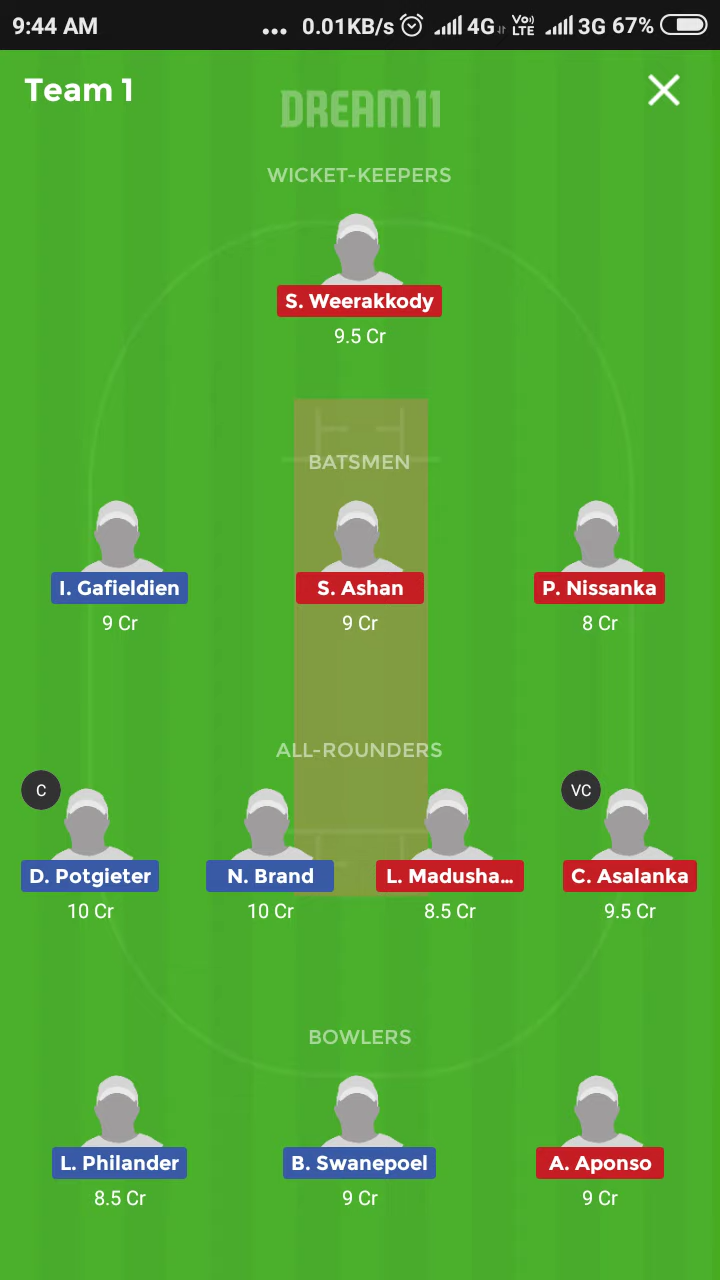 9:44 AM ... 0.01KB/s 4G VoD LTE 3G 67%
Team 1
DREAM11
WICKET-KEEPERS
S. Weerakkody
9.5 Cr
BATSMEN
I. Gafieldien S. Ashan P. Nissanka
9 Cr 9 Cr 8 Cr
ALL-ROUNDERS
C VC
D. Potgieter N. Brand L. Madusha... C. Asalanka
10 Cr 10 Cr 8.5 Cr 9.5 Cr
BOWLERS
L. Philander B. Swanepoel A. Aponso
8.5 Cr 9 Cr 9 Cr